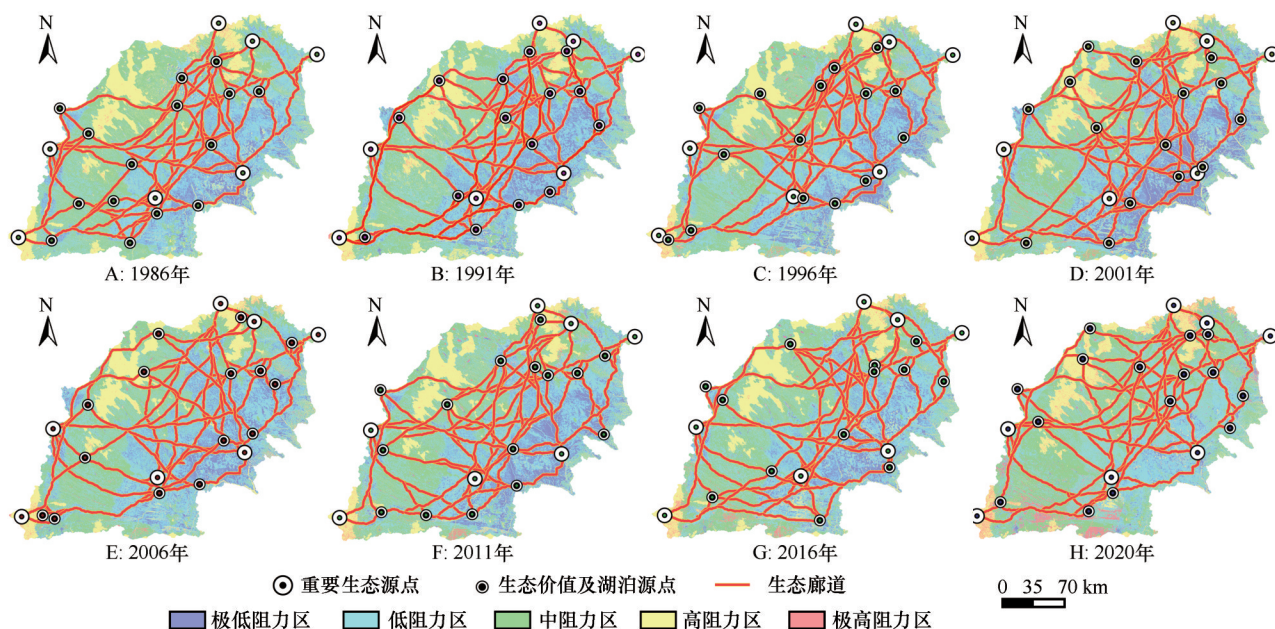 N
N
N
N
A: 1986年
B: 1991年
C: 1996年
D: 2001年
N
N
N
N
E: 2006年
F: 2011年
G: 2016年
H: 2020年
重要生态源点
生态价值及湖泊源点
生态廊道
0 35 70 km
极低阻力区
低阻力区
中阻力区
高阻力区
极高阻力区